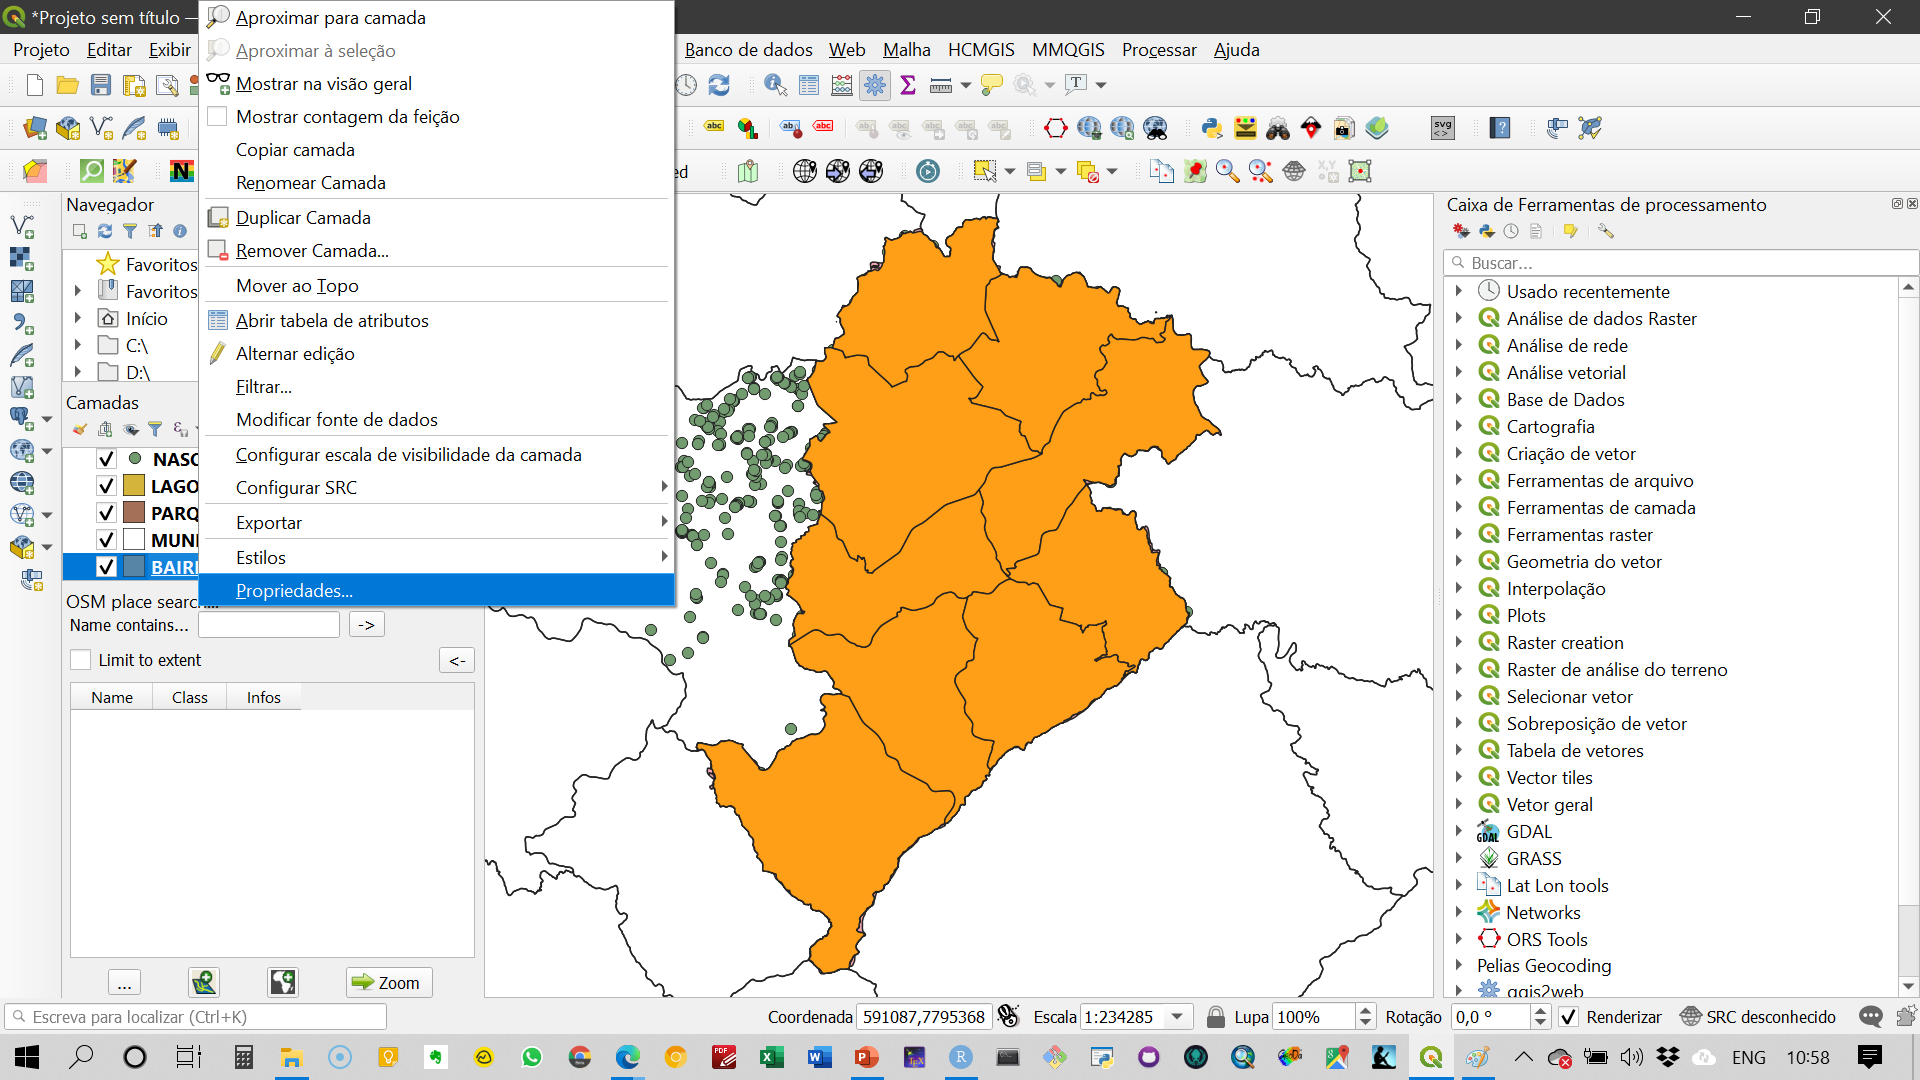 *Projeto sem título —
Projeto Editar Exibir
Banco de dados Web Malha HCMGIS MMQGIS Processar Ajuda
Aproximar para camada
Aproximar à seleção
Mostrar na visão geral
Mostrar contagem da feição
Copiar camada
Renomear Camada
Duplicar Camada
Remover Camada...
Mover ao Topo
Abrir tabela de atributos
Alternar edição
Filtrar...
Modificar fonte de dados
Configurar escala de visibilidade da camada
Configurar SRC
Exportar
Estilos
Propriedades...
abc
abc
svg
ed
Navegador
Favoritos
Favoritos
Início
C:\
D:\
Camadas
NASC
LAGO
PARQ
MUNI
BAIR
OSM place search...
Name contains...
->
Limit to extent
<-
Name Class Infos
...
Zoom
Caixa de Ferramentas de processamento
Buscar...
Usado recentemente
Análise de dados Raster
Análise de rede
Análise vetorial
Base de Dados
Cartografia
Criação de vetor
Ferramentas de arquivo
Ferramentas de camada
Ferramentas raster
Geometria do vetor
Interpolação
Plots
Raster creation
Raster de análise do terreno
Selecionar vetor
Sobreposição de vetor
Tabela de vetores
Vector tiles
Vetor geral
GDAL
GRASS
Lat Lon tools
Networks
ORS Tools
Pelias Geocoding
qgis2web
Escreva para localizar (Ctrl+K)
Coordenada 591087,7795368 Escala 1:234285 Lupa 100% Rotação 0,0 ° Renderizar SRC desconhecido
ENG 10:58